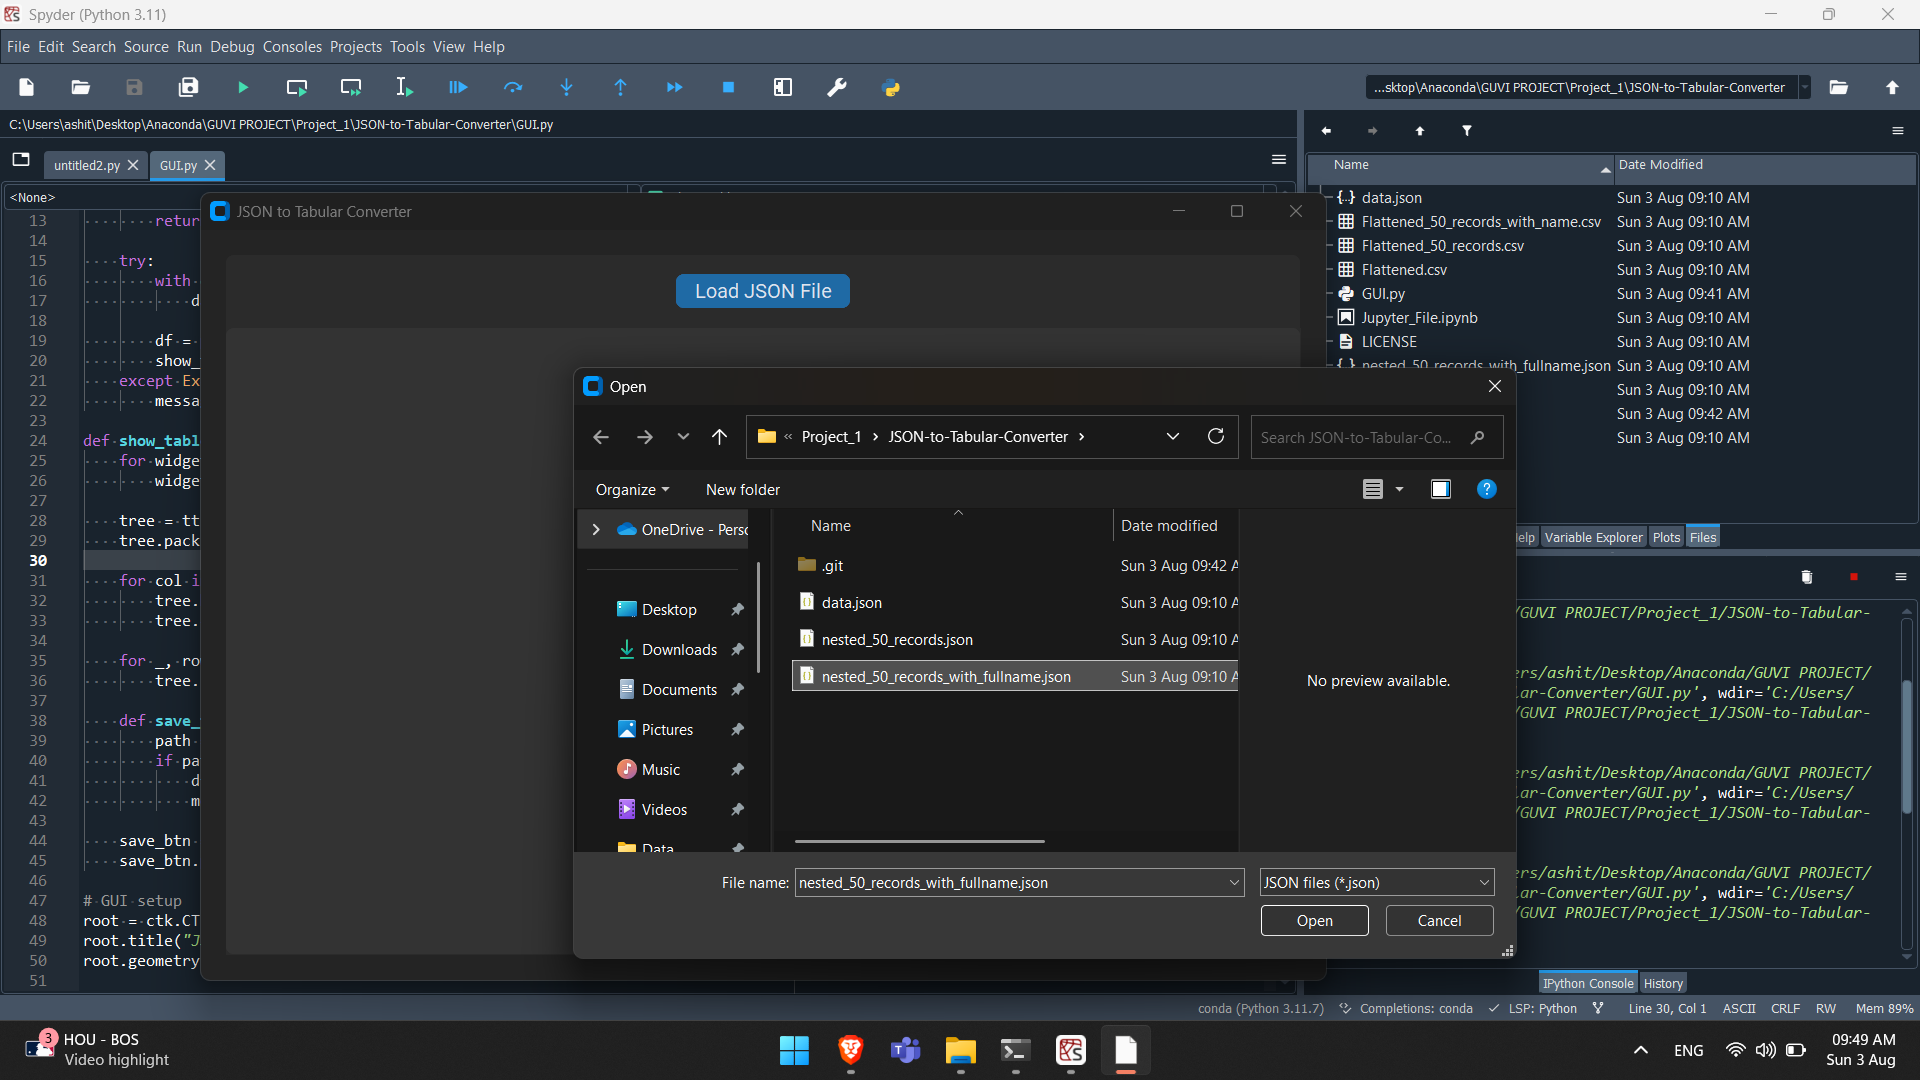 Spyder (Python 3.11)
File Edit Search Source Run Debug Consoles Projects Tools View Help
...sktop\Anaconda\GUVI PROJECT\Project_1\JSON-to-Tabular-Converter
C:\Users\ashit\Desktop\Anaconda\GUVI PROJECT\Project_1\JSON-to-Tabular-Converter\GUI.py
untitled2.py GUI.py
<None>
13 retur
14
15 try:
16 with
17 d
18
19 df =
20 show_
21 except Ex
22 messa
23
24 def show_tabl
25 for widge
26 widge
27
28 tree = tt
29 tree.pack
30
31 for col i
32 tree.
33 tree.
34
35 for _, ro
36 tree.
37
38 def save_
39 path
40 if pa
41 d
42 m
43
44 save_btn
45 save_btn.
46
47 # GUI setup
48 root = ctk.CT
49 root.title("J
50 root.geometry
51
JSON to Tabular Converter
Load JSON File
Open
« Project_1 > JSON-to-Tabular-Converter >
Search JSON-to-Tabular-Co...
Organize New folder
OneDrive - Perso
Desktop
Downloads
Documents
Pictures
Music
Videos
Data
Name Date modified
.git Sun 3 Aug 09:42 A
data.json Sun 3 Aug 09:10 A
nested_50_records.json Sun 3 Aug 09:10 A
nested_50_records_with_fullname.json Sun 3 Aug 09:10 A
No preview available.
File name: nested_50_records_with_fullname.json JSON files (*.json)
Open Cancel
Name Date Modified
data.json Sun 3 Aug 09:10 AM
Flattened_50_records_with_name.csv Sun 3 Aug 09:10 AM
Flattened_50_records.csv Sun 3 Aug 09:10 AM
Flattened.csv Sun 3 Aug 09:10 AM
GUI.py Sun 3 Aug 09:41 AM
Jupyter_File.ipynb Sun 3 Aug 09:10 AM
LICENSE Sun 3 Aug 09:10 AM
nested_50_records_with_fullname.json Sun 3 Aug 09:10 AM
Sun 3 Aug 09:10 AM
Sun 3 Aug 09:42 AM
Sun 3 Aug 09:10 AM
elp Variable Explorer Plots Files
/GUVI PROJECT/Project_1/JSON-to-Tabular-
ers/ashit/Desktop/Anaconda/GUVI PROJECT/
ar-Converter/GUI.py', wdir='C:/Users/
/GUVI PROJECT/Project_1/JSON-to-Tabular-
ers/ashit/Desktop/Anaconda/GUVI PROJECT/
ar-Converter/GUI.py', wdir='C:/Users/
/GUVI PROJECT/Project_1/JSON-to-Tabular-
ers/ashit/Desktop/Anaconda/GUVI PROJECT/
ar-Converter/GUI.py', wdir='C:/Users/
/GUVI PROJECT/Project_1/JSON-to-Tabular-
IPython Console History
conda (Python 3.11.7) Completions: conda LSP: Python Line 30, Col 1 ASCII CRLF RW Mem 89%
3 HOU - BOS
Video highlight
ENG
09:49 AM
Sun 3 Aug